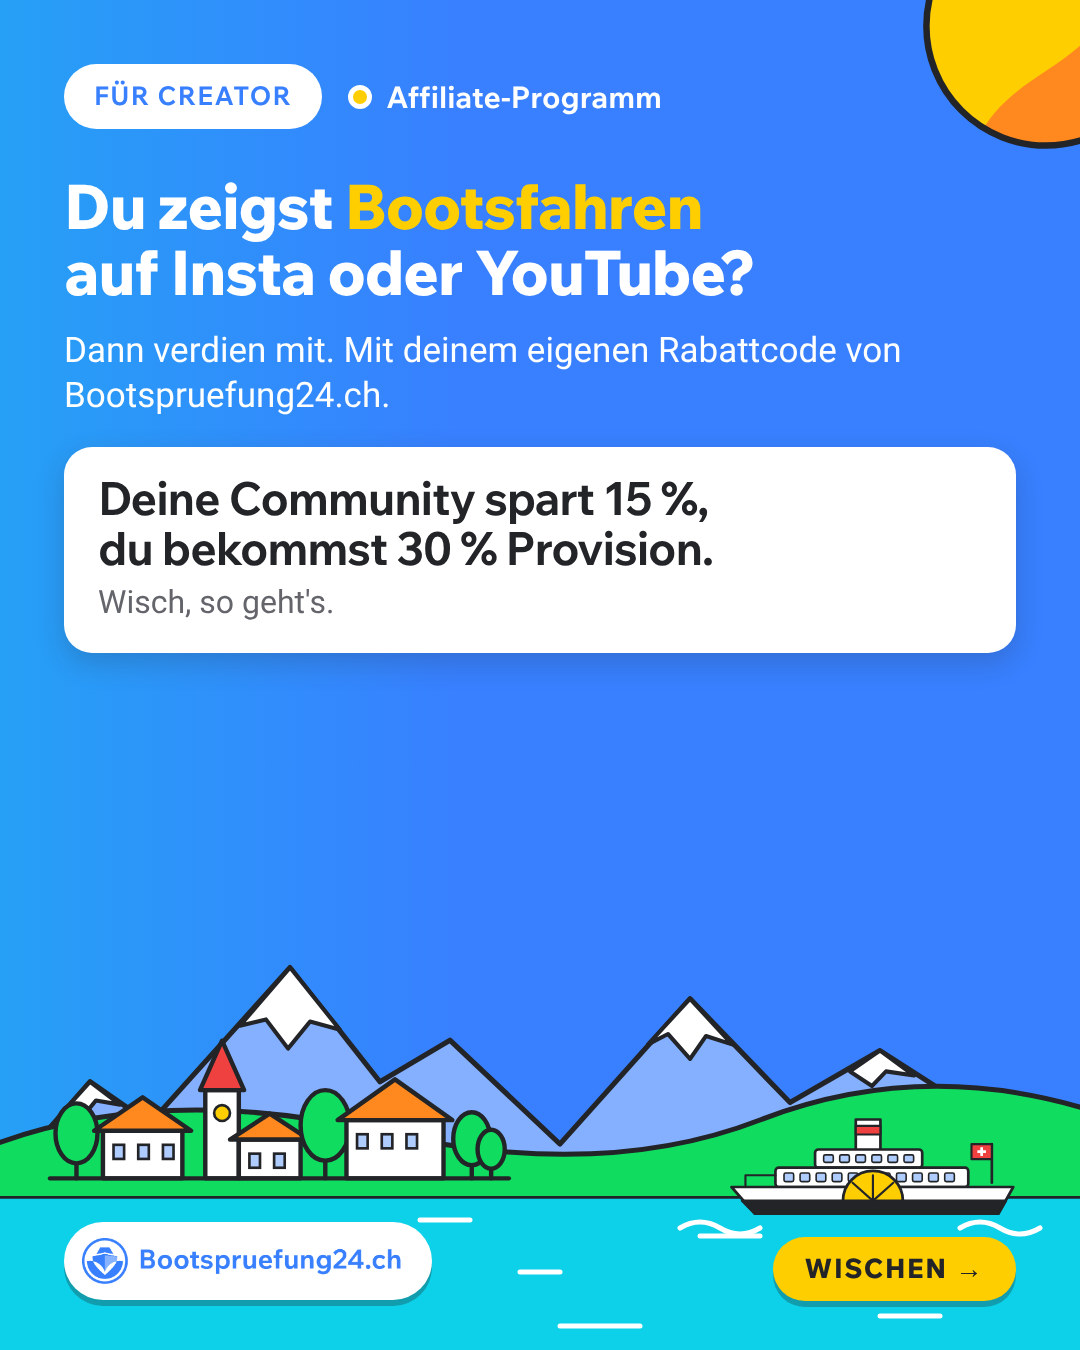 FÜR CREATOR
Affiliate-Programm
Du zeigst Bootsfahren
auf Insta oder YouTube?
Dann verdien mit. Mit deinem eigenen Rabattcode von
Bootspruefung24.ch.
Deine Community spart 15 %,
du bekommst 30 % Provision.
Wisch, so geht's.
Bootspruefung24.ch
WISCHEN →